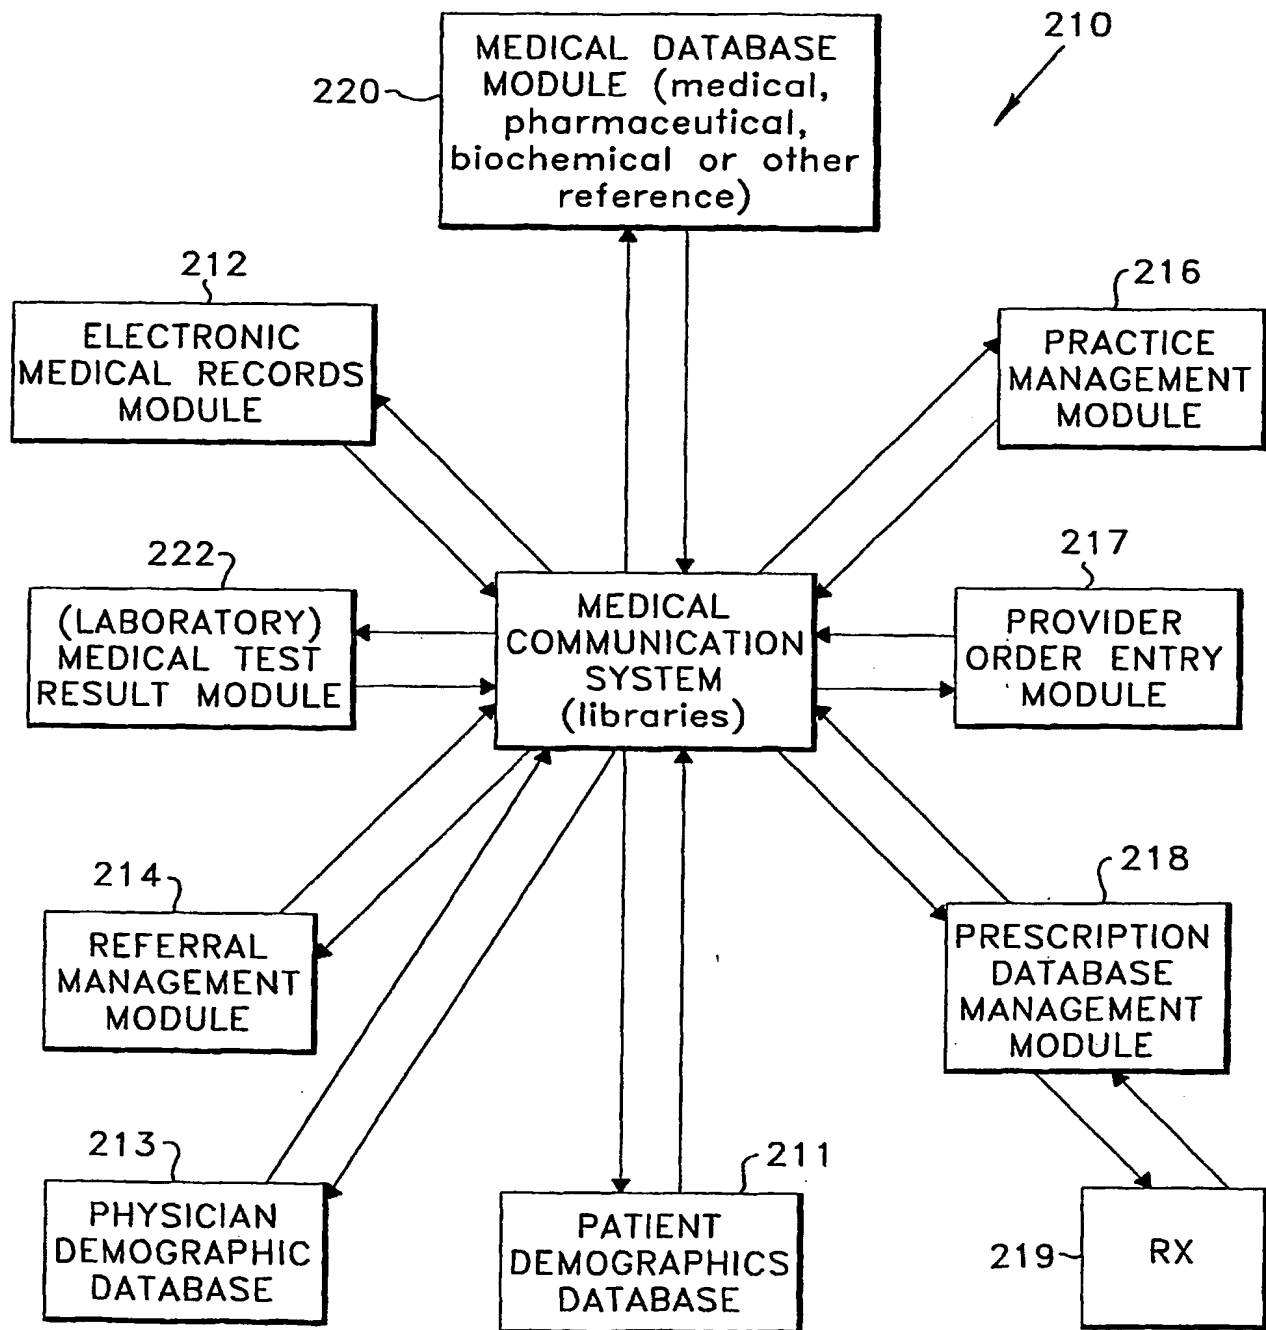 210
220
MEDICAL DATABASE
MODULE (medical,
pharmaceutical,
biochemical or other
reference)
212
ELECTRONIC
MEDICAL RECORDS
MODULE
216
PRACTICE
MANAGEMENT
MODULE
222
(LABORATORY)
MEDICAL TEST
RESULT MODULE
MEDICAL
COMMUNICATION
SYSTEM
(libraries)
217
PROVIDER
ORDER ENTRY
MODULE
214
REFERRAL
MANAGEMENT
MODULE
218
PRESCRIPTION
DATABASE
MANAGEMENT
MODULE
213
PHYSICIAN
DEMOGRAPHIC
DATABASE
211
PATIENT
DEMOGRAPHICS
DATABASE
219
RX